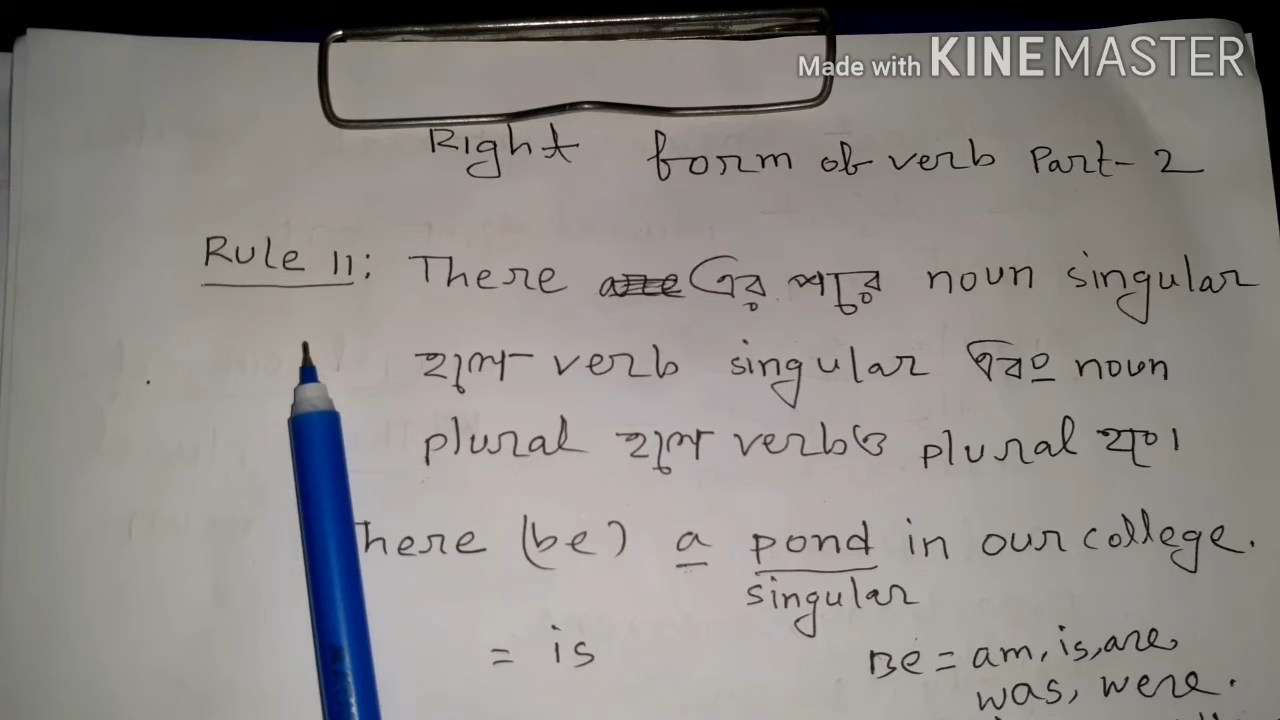 Made with KINEMASTER
Right form of verb Part-2
Rule 11: There এর পরে noun singular
হলে verb singular এবং noun
plural হলে verbও plural হবে।
here (be) a pond in our college.
singular
= is
Be = am, is, are
was, were.